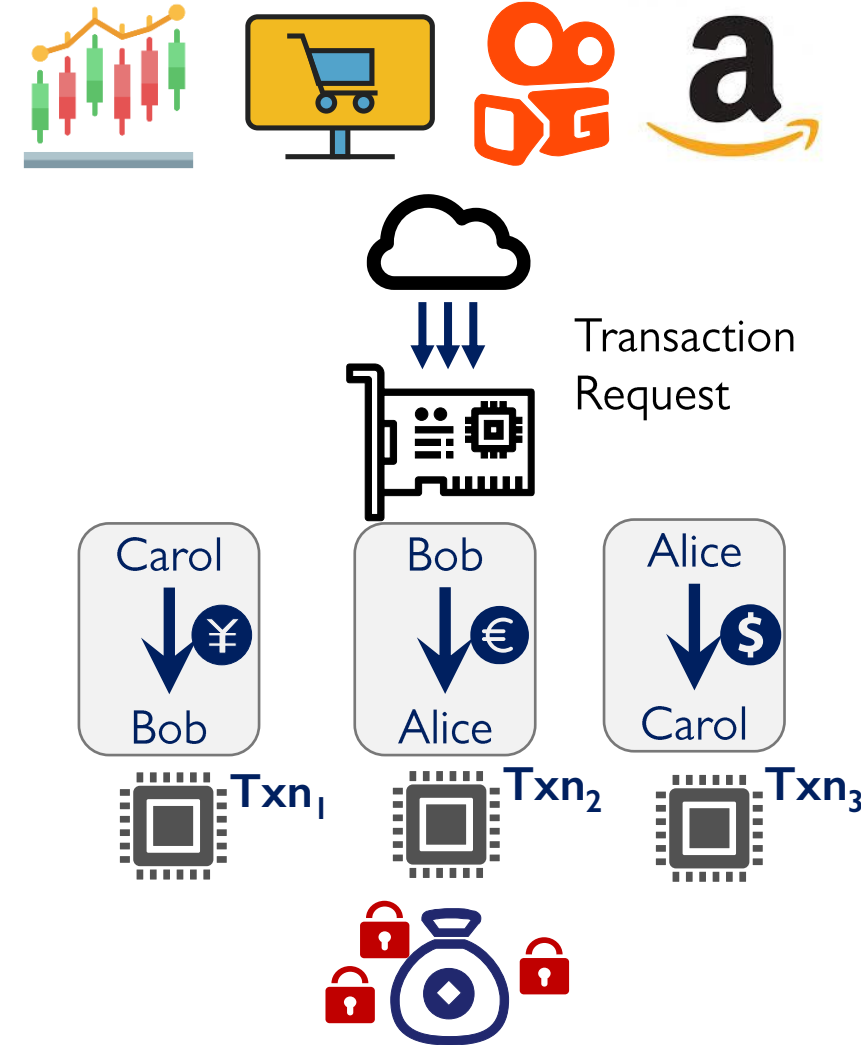 a
Transaction
Request
Carol
¥
Bob
Bob
€
Alice
Alice
$
Carol
Txn1
Txn2
Txn3